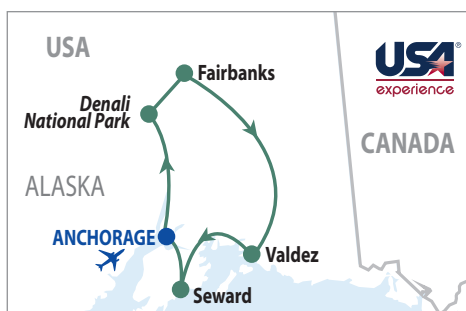 USA
Fairbanks
USA®
experience
Denali
National Park
CANADA
ALASKA
ANCHORAGE
Valdez
Seward